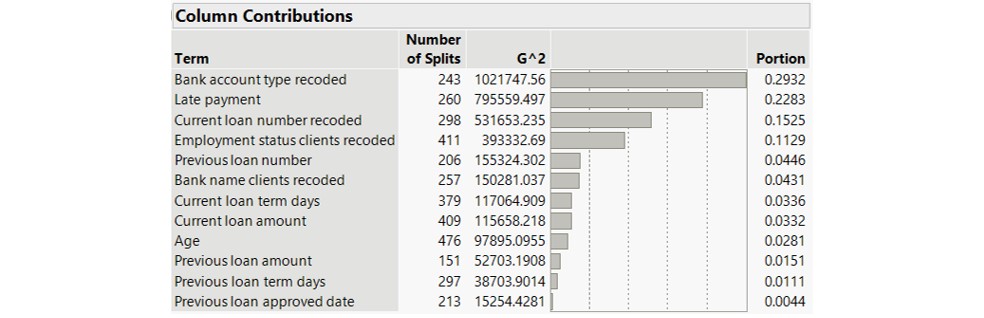 Column Contributions
Term Number of Splits G^2 Portion
Bank account type recoded 243 1021747.56 0.2932
Late payment 260 795559.497 0.2283
Current loan number recoded 298 531653.235 0.1525
Employment status clients recoded 411 393332.69 0.1129
Previous loan number 206 155324.302 0.0446
Bank name clients recoded 257 150281.037 0.0431
Current loan term days 379 117064.909 0.0336
Current loan amount 409 115658.218 0.0332
Age 476 97895.0955 0.0281
Previous loan amount 151 52703.1908 0.0151
Previous loan term days 297 38703.9014 0.0111
Previous loan approved date 213 15254.4281 0.0044